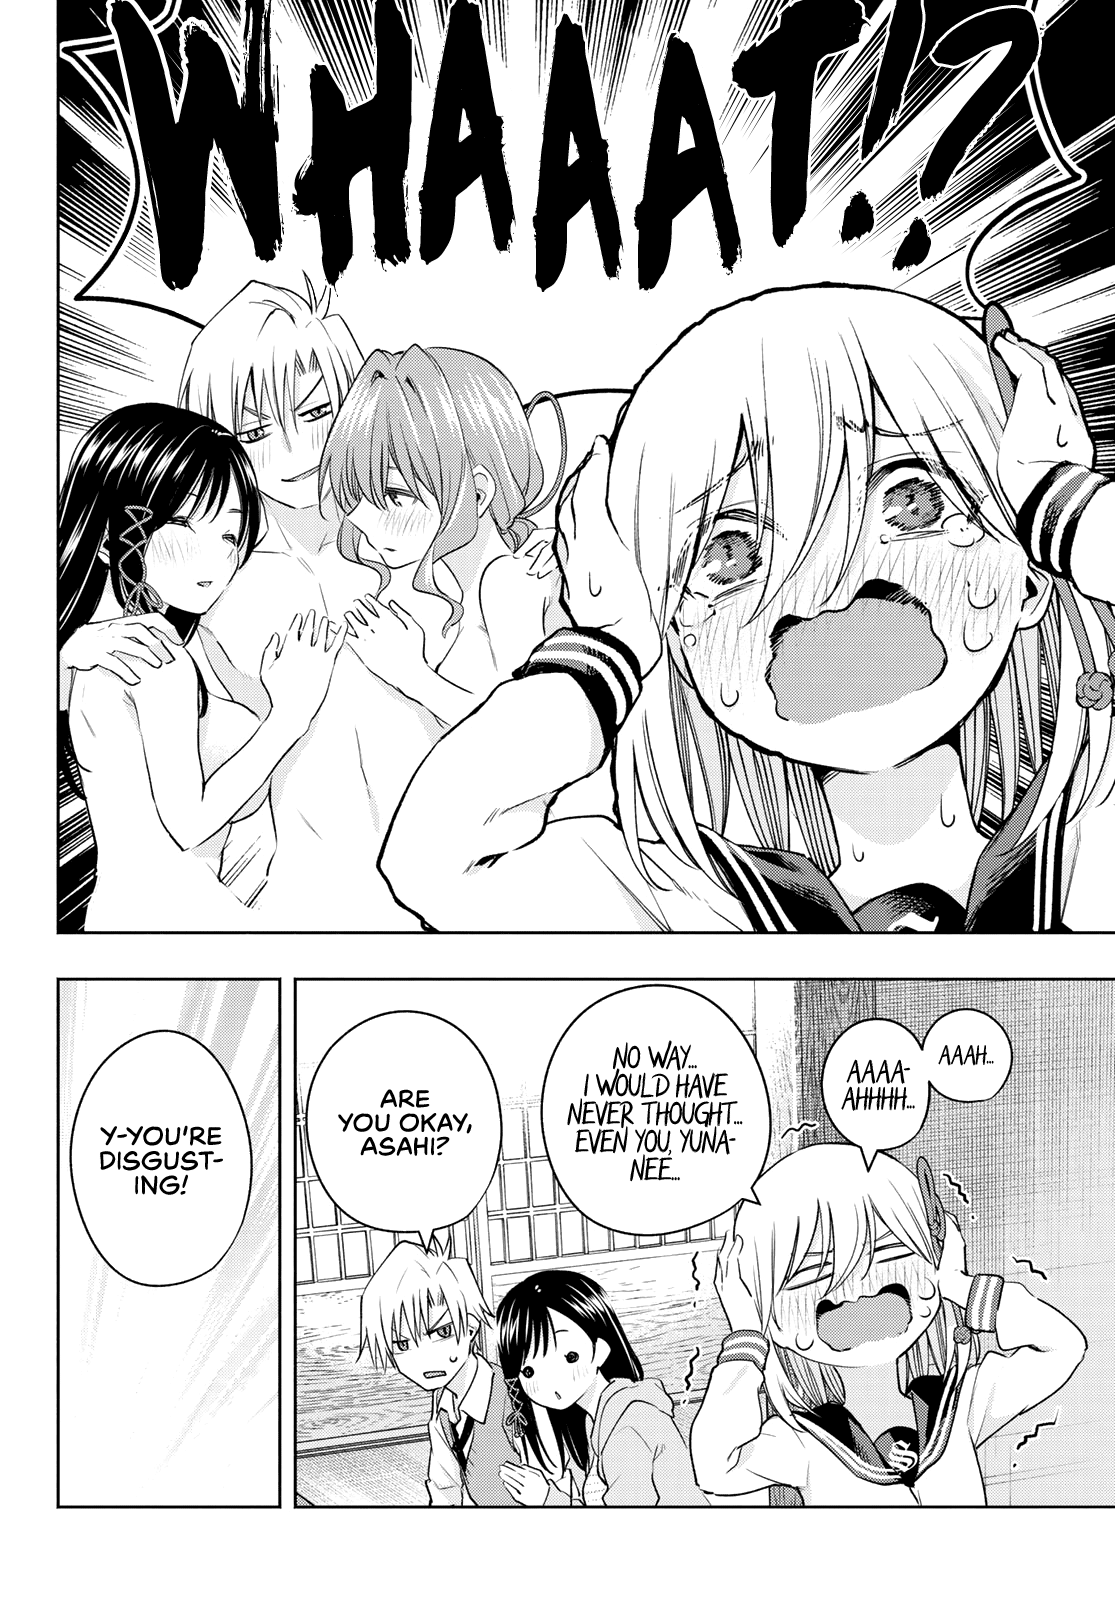 WHAAAT!?
AAAH...
AAAA-
AHHHH...
NO WAY...
I WOULD HAVE
NEVER THOUGHT...
EVEN YOU, YUNA-
NEE...
ARE
YOU OKAY,
ASAHI?
S
Y-YOU'RE
DISGUST-
ING!